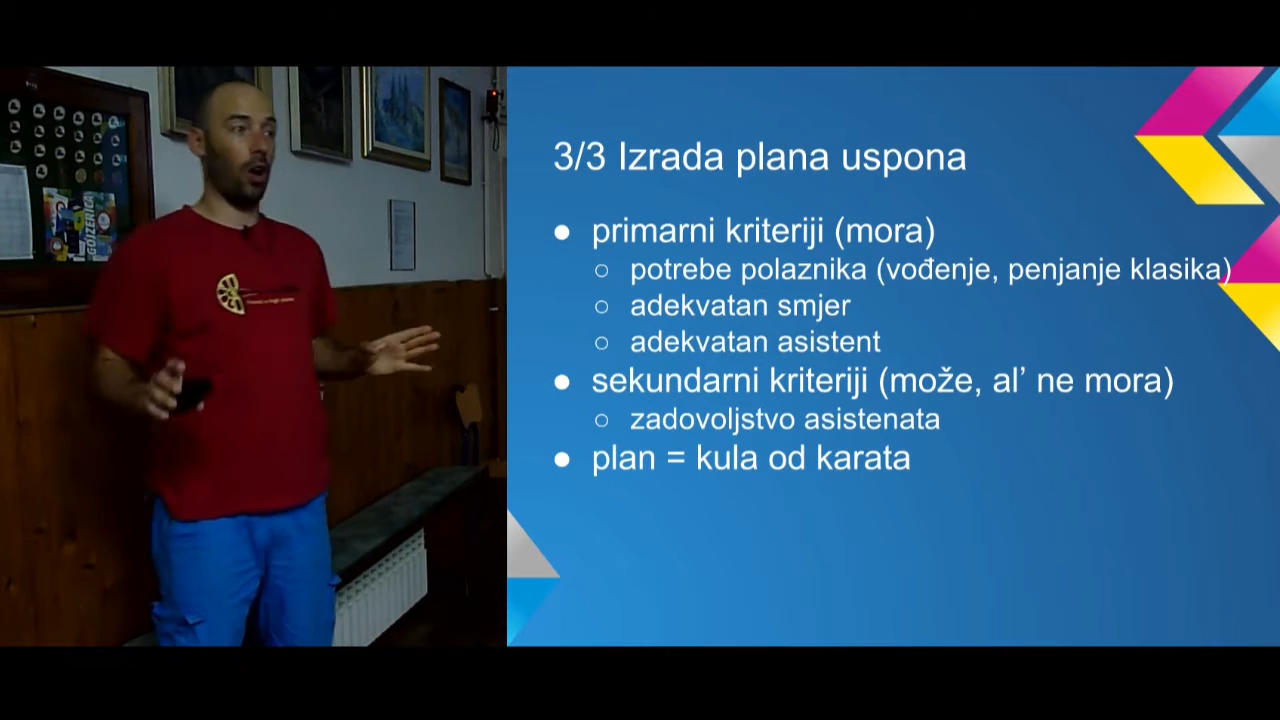 GOJZERICA
3/3 Izrada plana uspona
● primarni kriteriji (mora)
○ potrebe polaznika (vođenje, penjanje klasika)
○ adekvatan smjer
○ adekvatan asistent
● sekundarni kriteriji (može, al’ ne mora)
○ zadovoljstvo asistenata
● plan = kula od karata